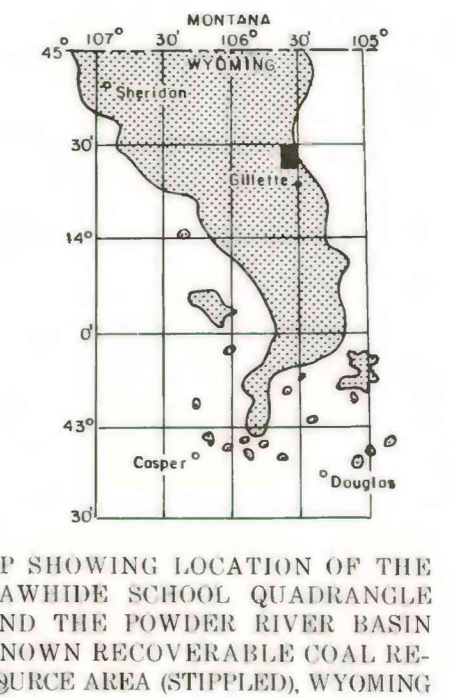 MONTANA
45° 107° 30' 106° 30' 105°
WYOMING
Sheridan
30'
Gillette
14°
0'
43°
Casper
Douglas
30'
P SHOWING LOCATION OF THE
AWHIDE SCHOOL QUADRANGLE
ND THE POWDER RIVER BASIN
NOWN RECOVERABLE COAL RE-
OURCE AREA (STIPPLED), WYOMING